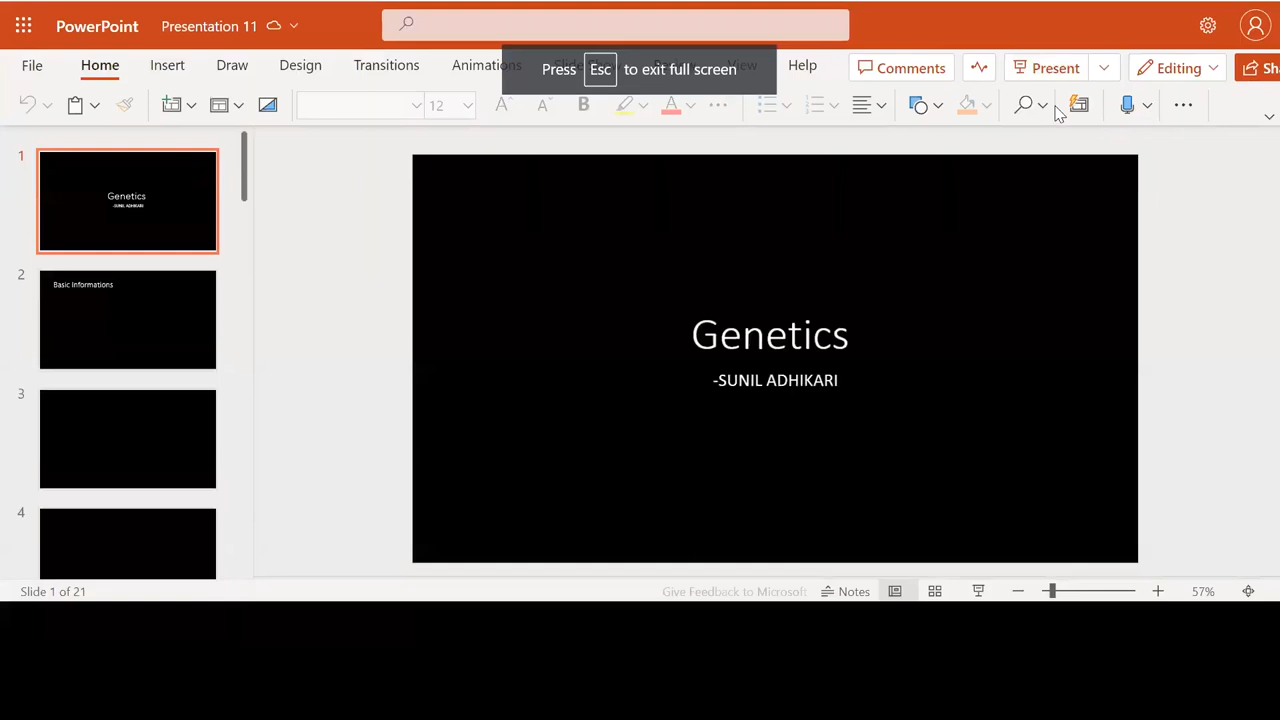 PowerPoint Presentation 11
Press Esc to exit full screen
File Home Insert Draw Design Transitions Animations View Help Comments Present Editing Sha
12
1
Genetics
-SUNIL ADHIKARI
2
Basic Informations
3
4
Genetics
-SUNIL ADHIKARI
Slide 1 of 21 Give Feedback to Microsoft Notes 57%